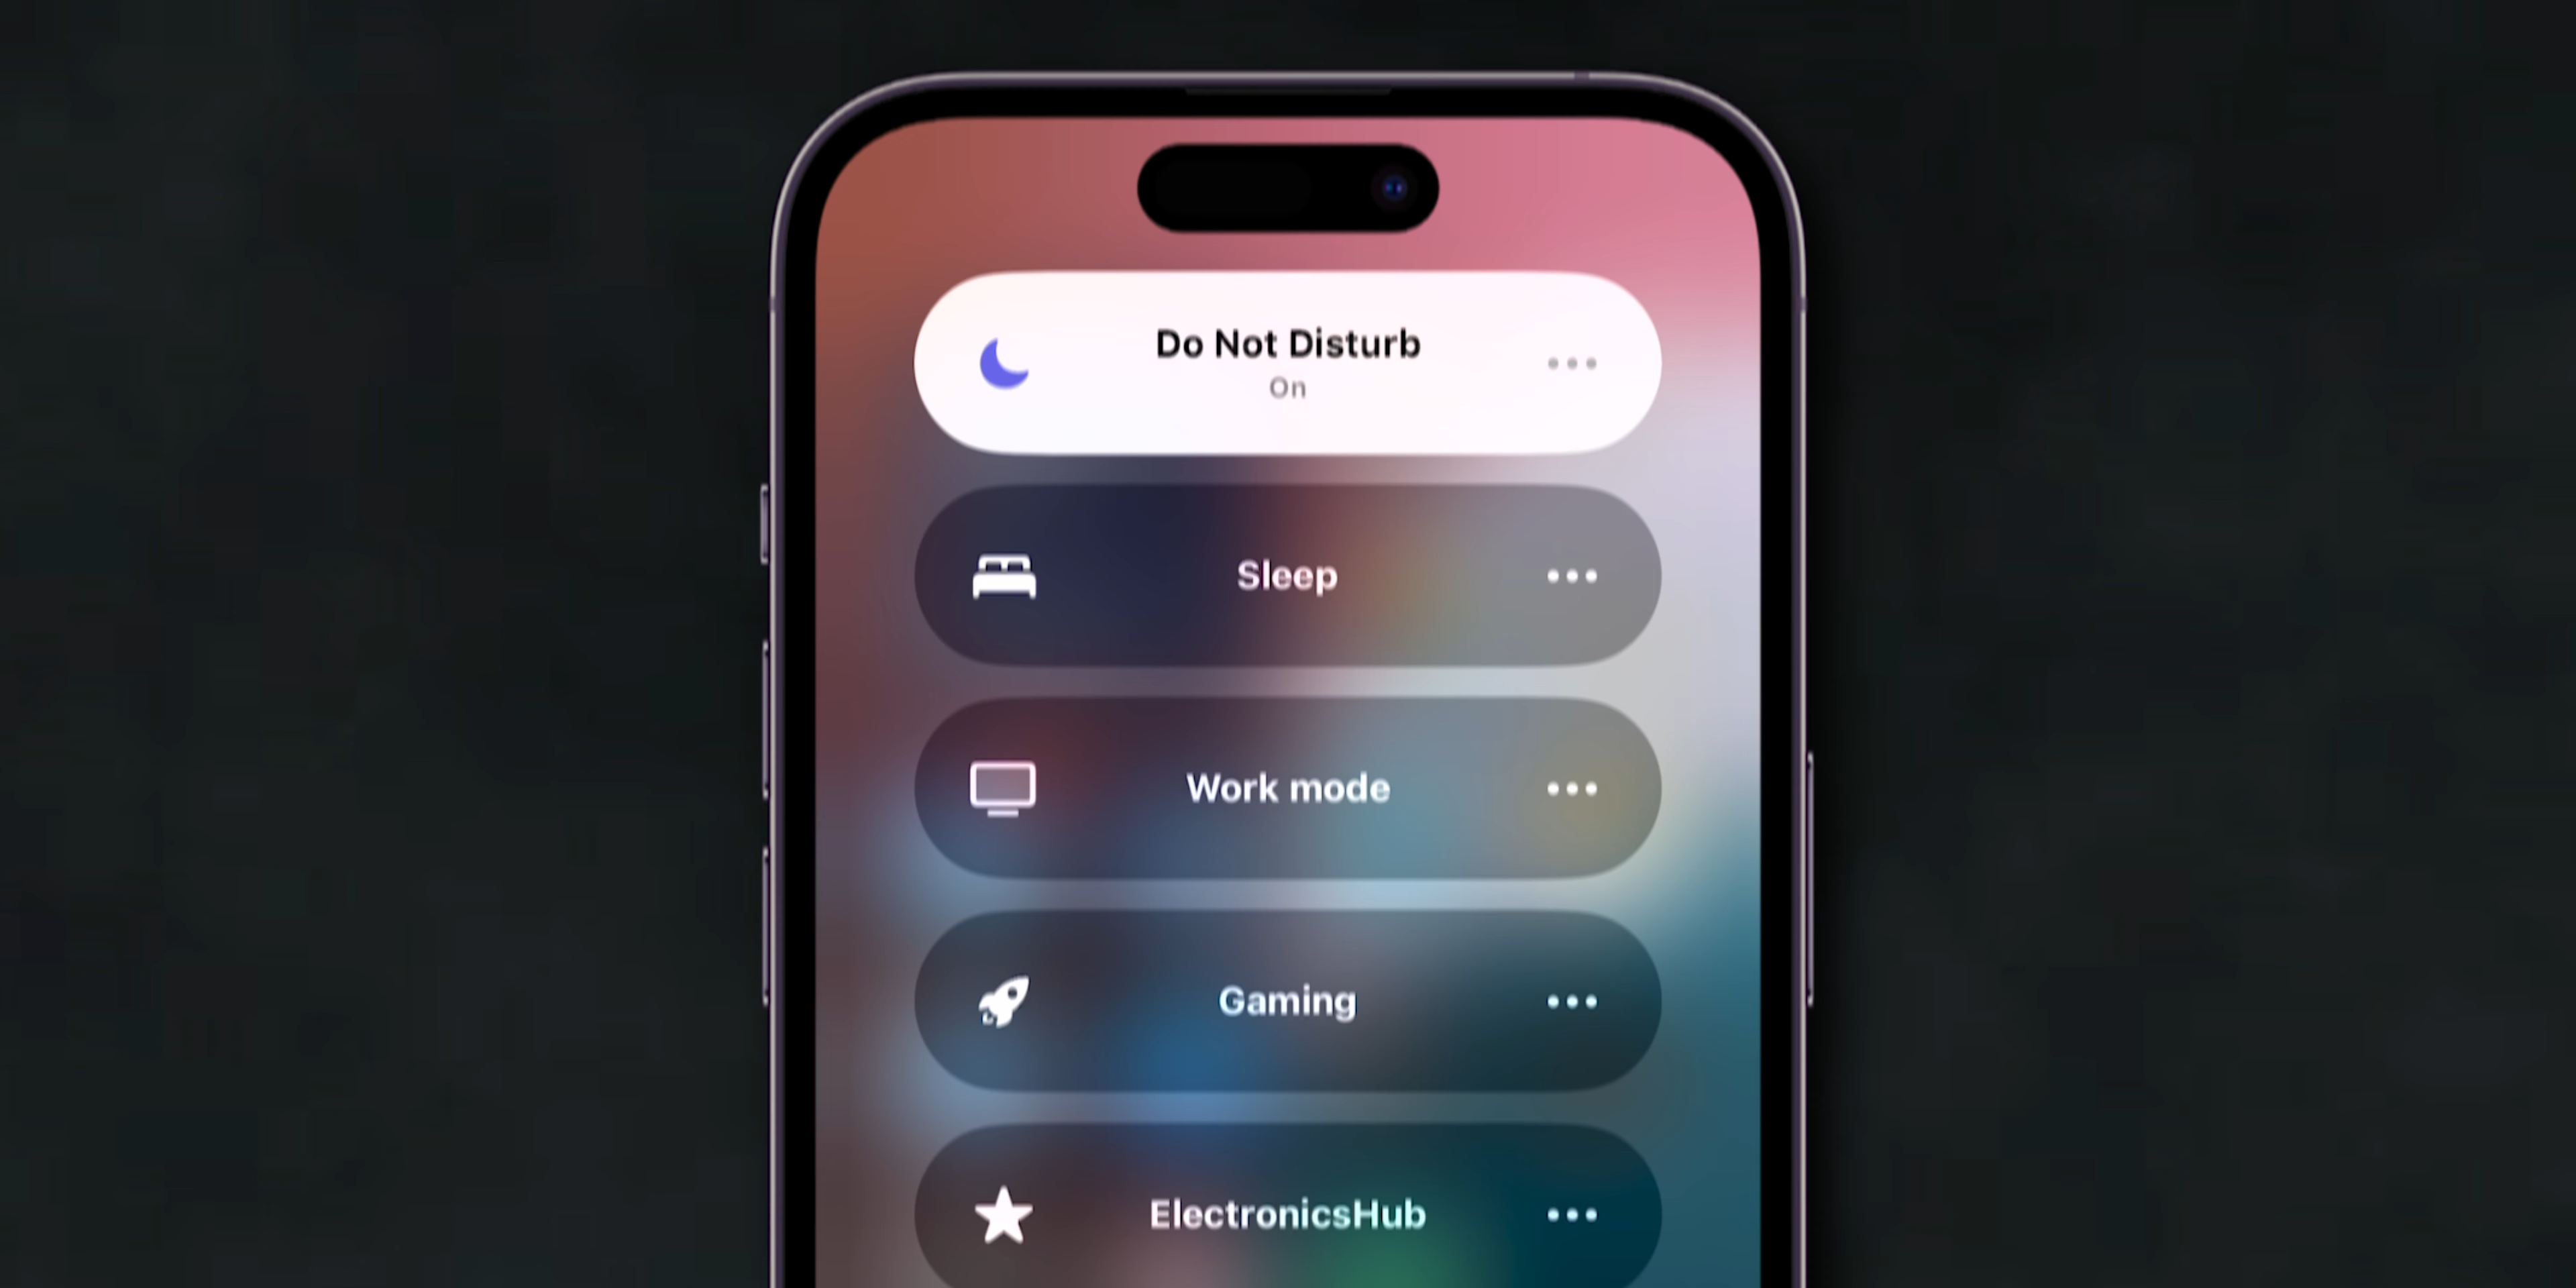 Do Not Disturb
On
Sleep
Work mode
Gaming
ElectronicsHub